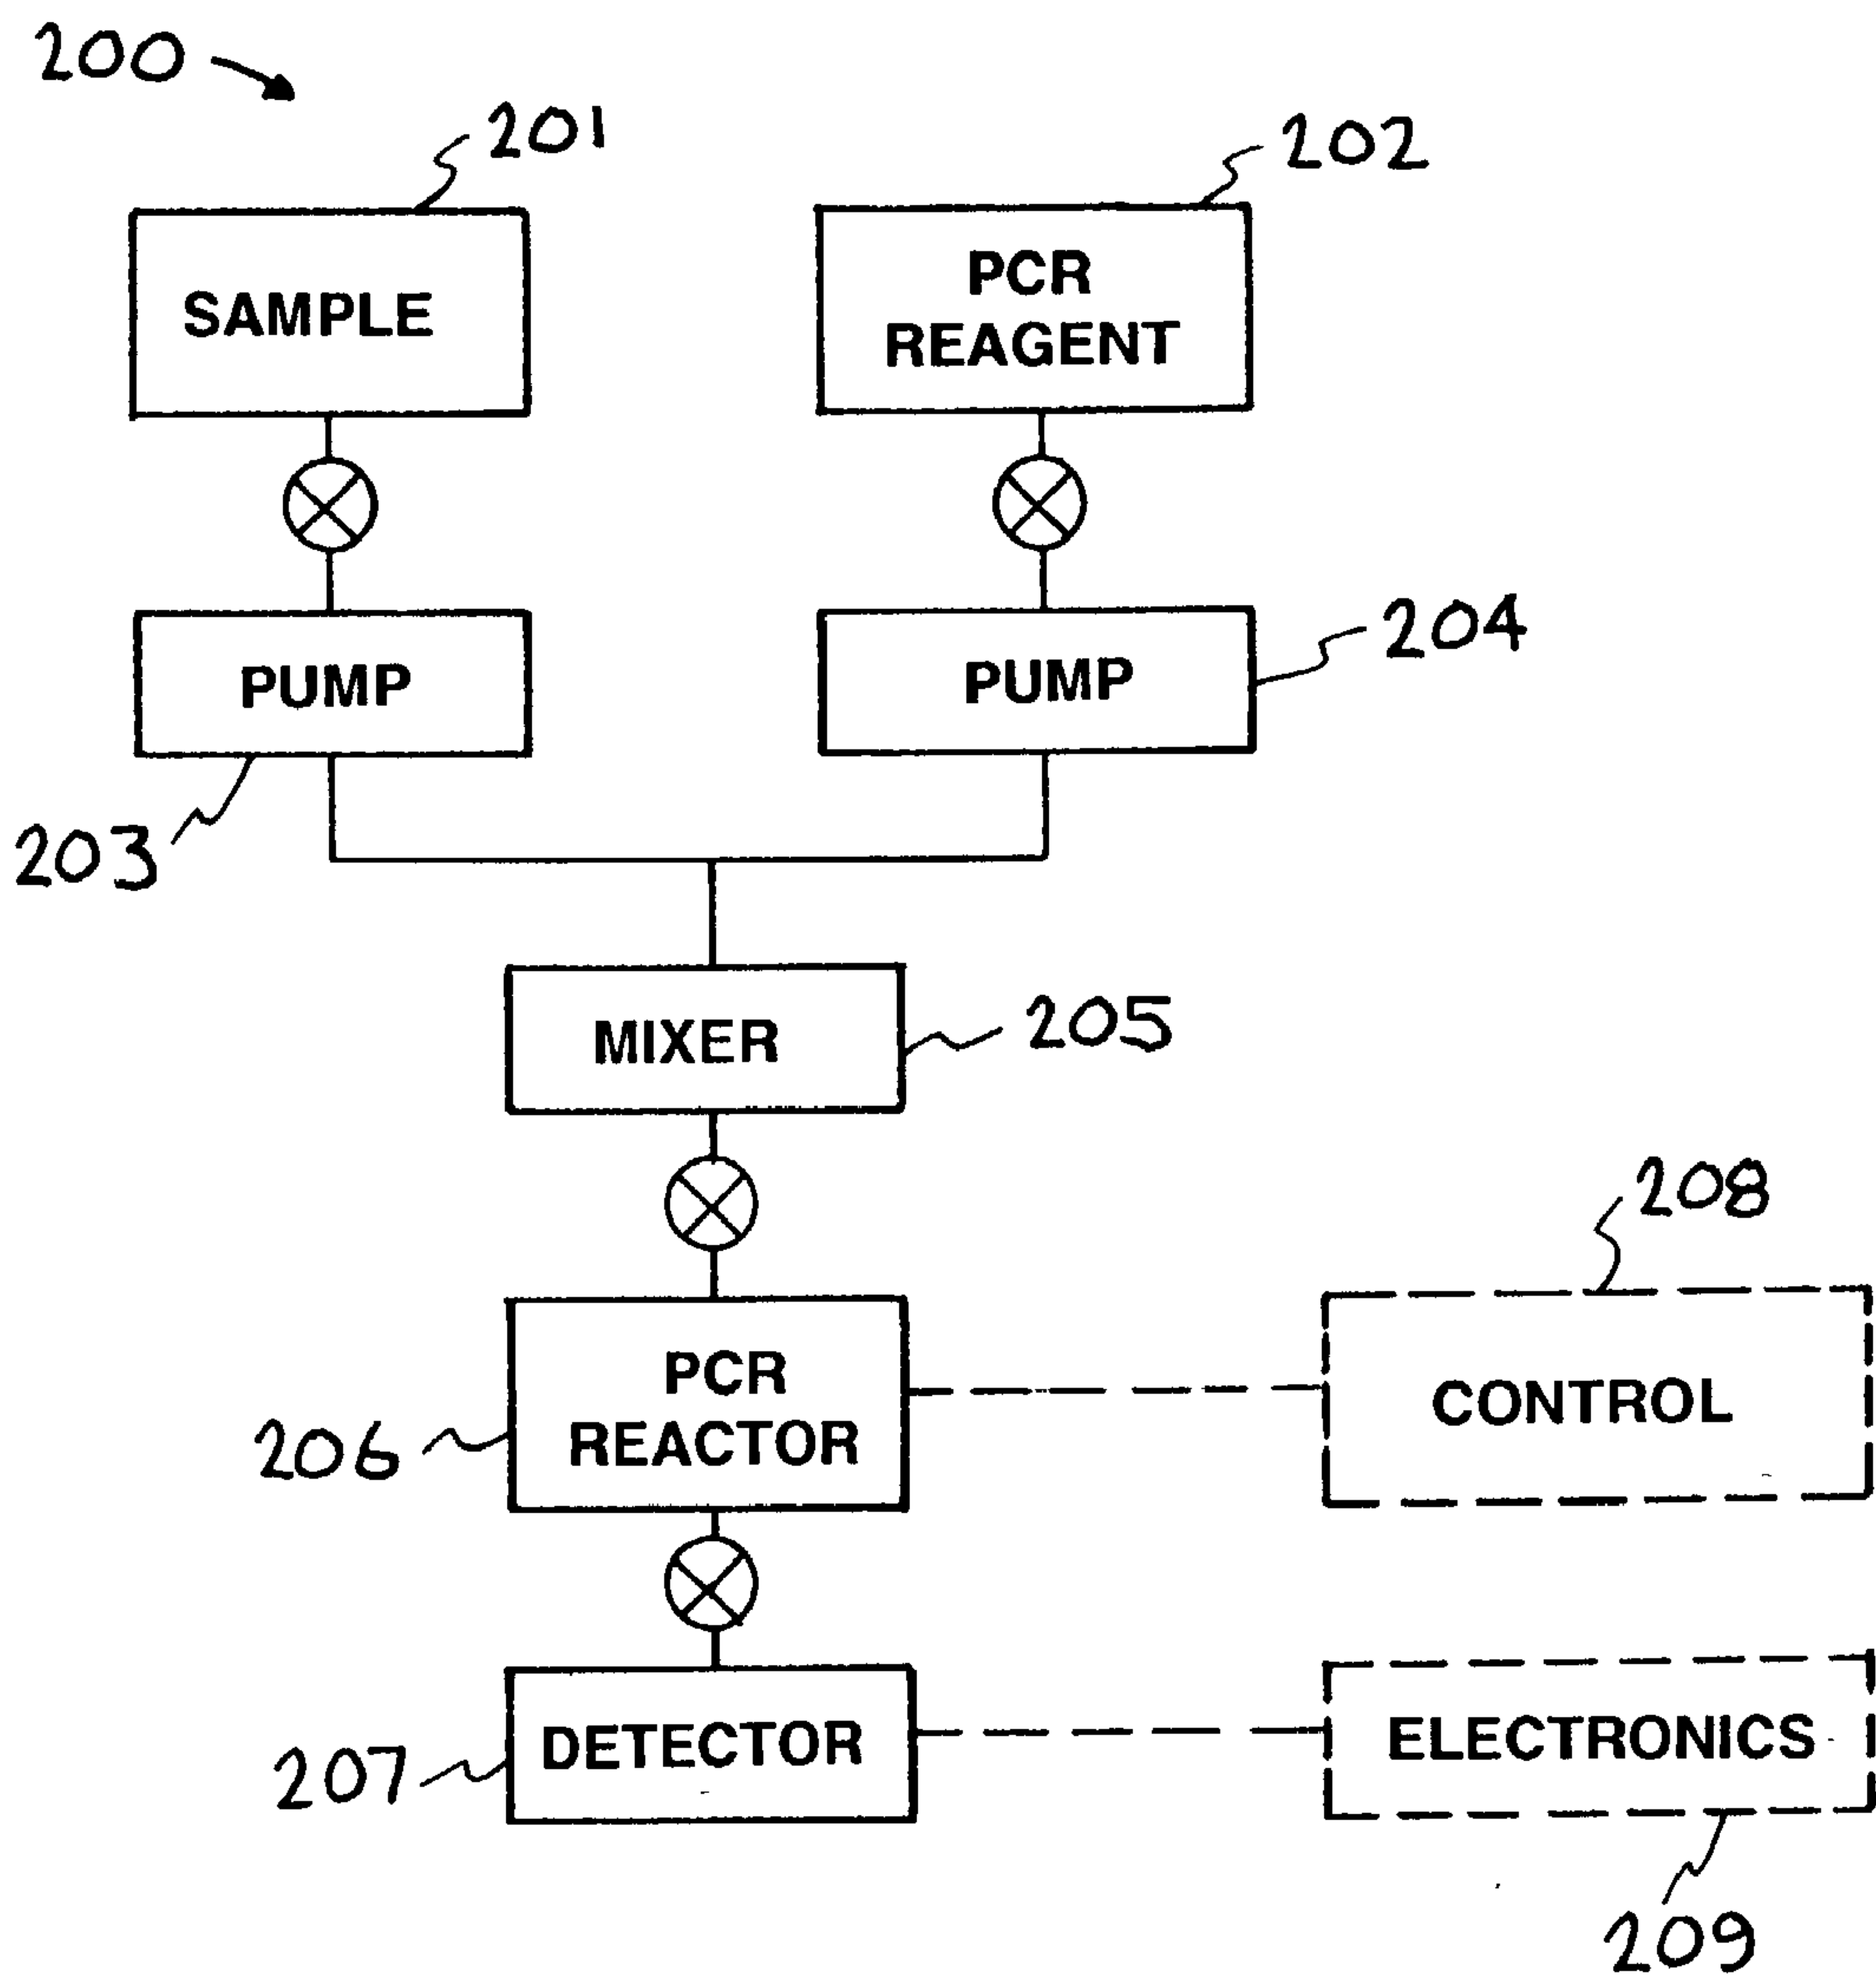 200
201
202
SAMPLE
PCR
REAGENT
PUMP
PUMP
204
203
MIXER
205
208
PCR
REACTOR
206
CONTROL
DETECTOR
207
ELECTRONICS
209